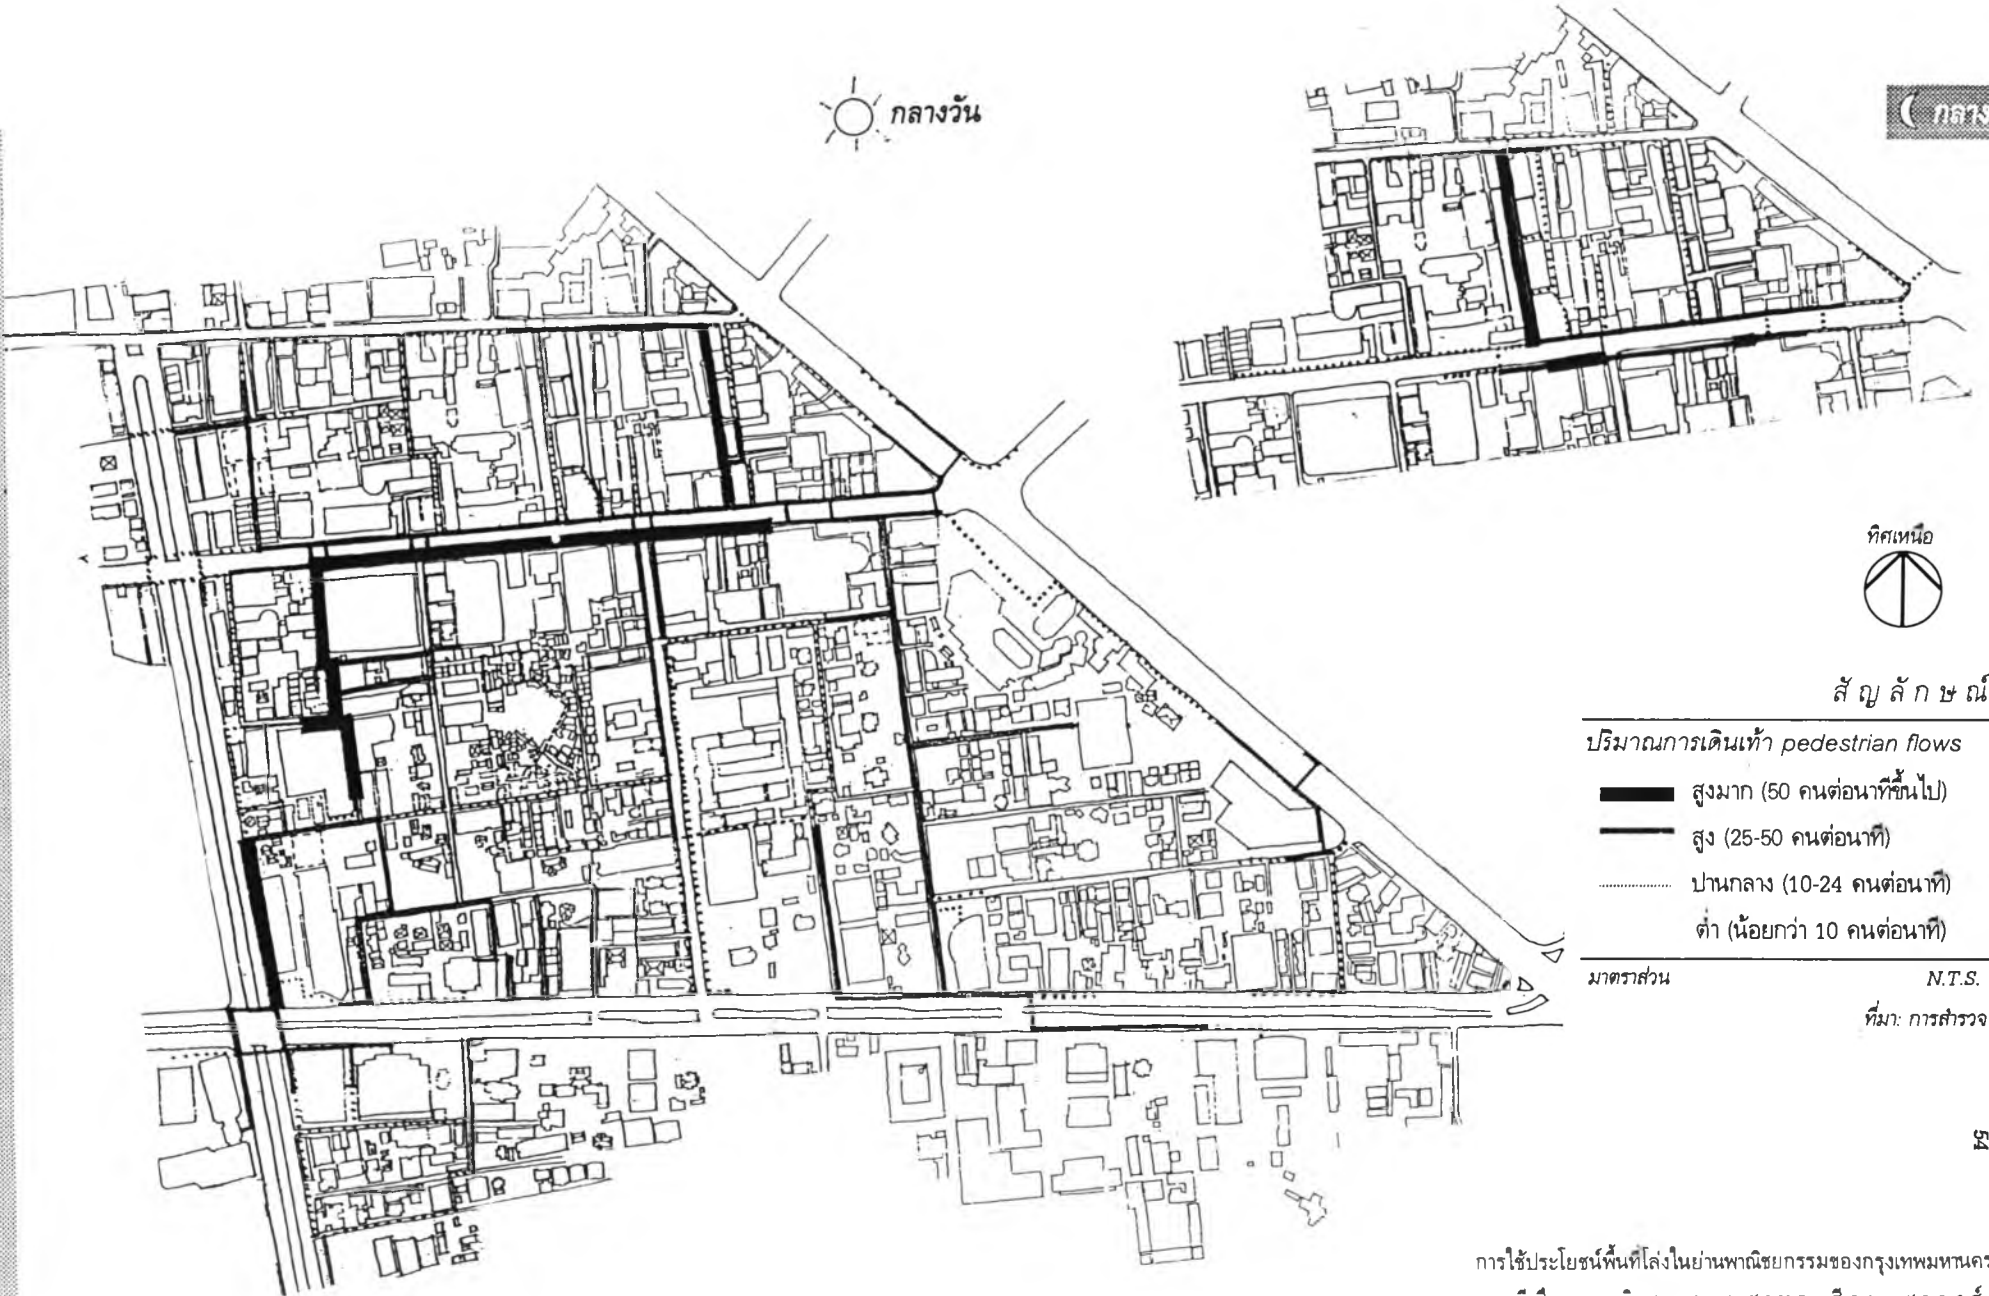 กลางวัน
ทิศเหนือ
สัญลักษณ์
ปริมาณการเดินเท้า pedestrian flows
สูงมาก (50 คนต่อนาทีขึ้นไป)
สูง (25-50 คนต่อนาที)
ปานกลาง (10-24 คนต่อนาที)
ต่ำ (น้อยกว่า 10 คนต่อนาที)
มาตราส่วน N.T.S.
ที่มา: การสำรวจ
54
การใช้ประโยชน์พื้นที่โล่งในย่านพาณิชยกรรมของกรุงเทพมหานคร